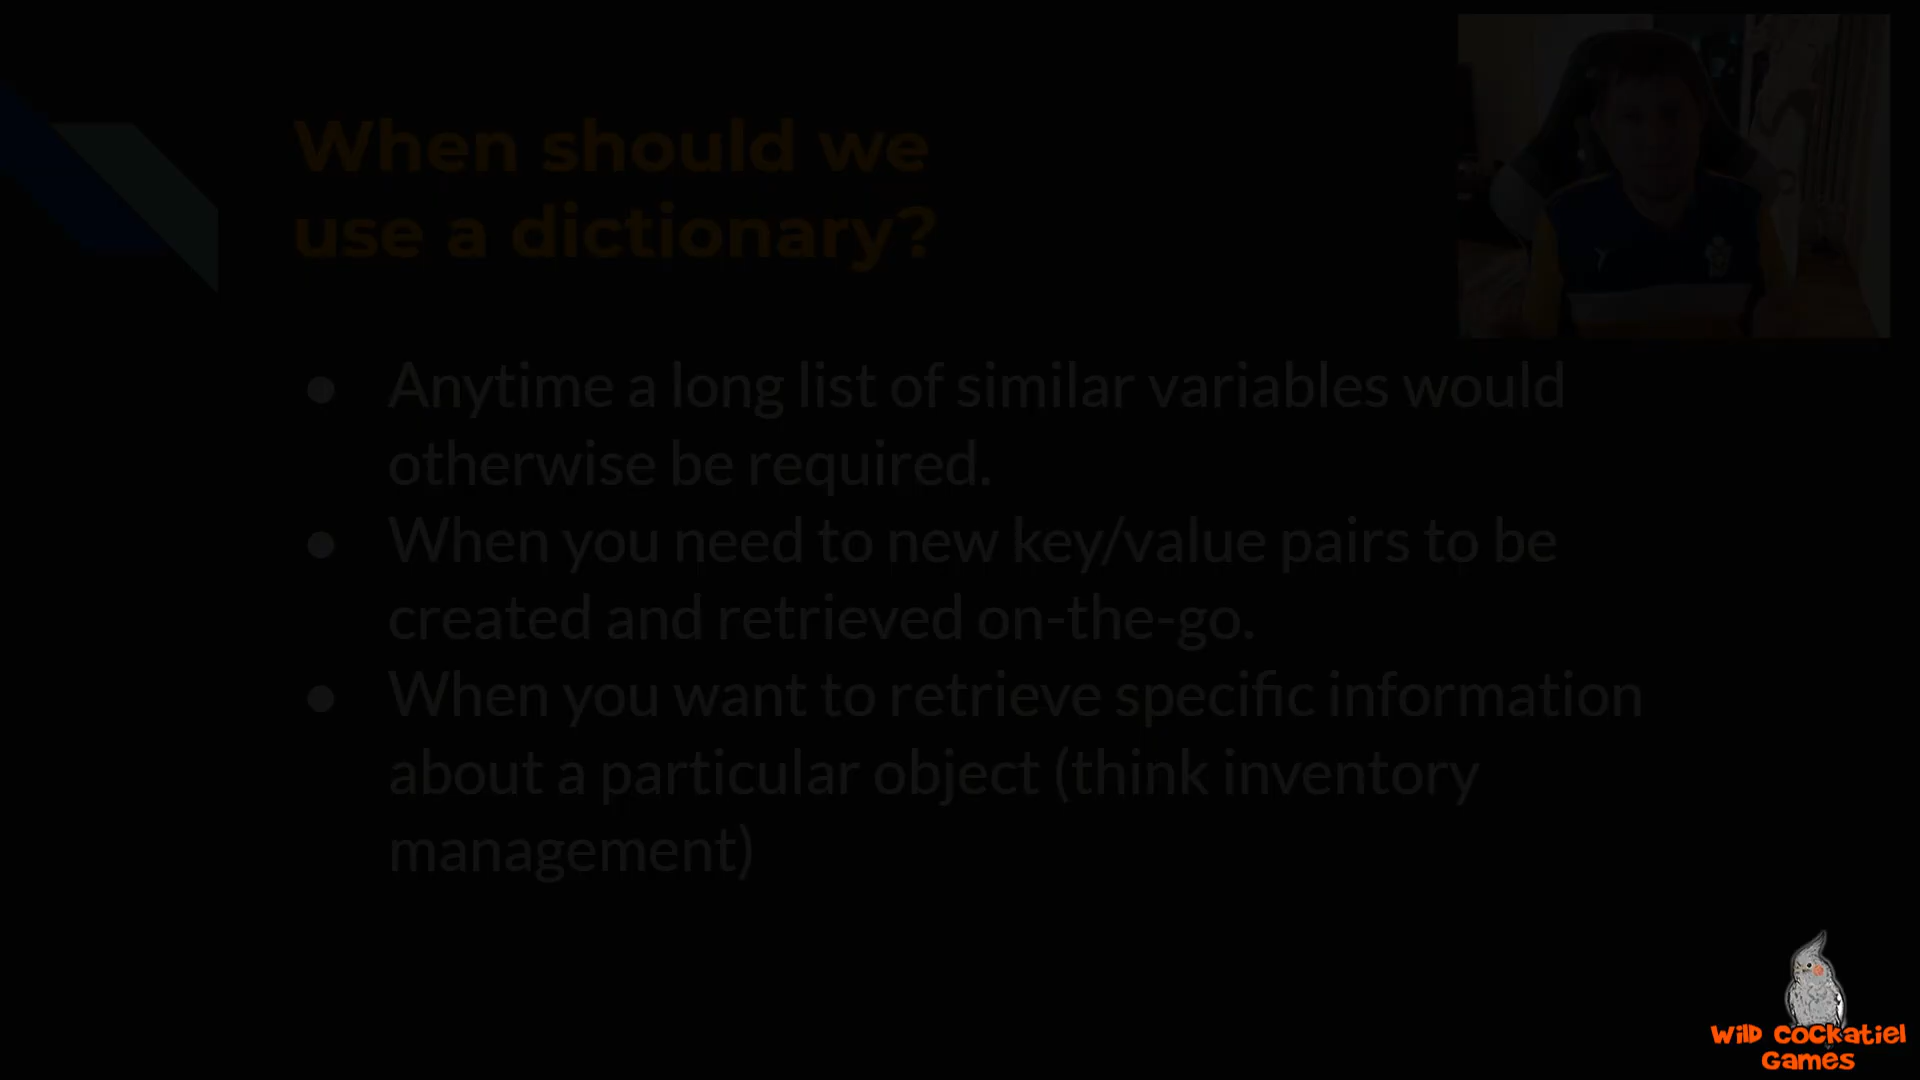 When should we
use a dictionary?
● Anytime a long list of similar variables would
otherwise be required.
● When you need to new key/value pairs to be
created and retrieved on-the-go.
● When you want to retrieve specific information
about a particular object (think inventory
management)
Wild Cockatiel
Games